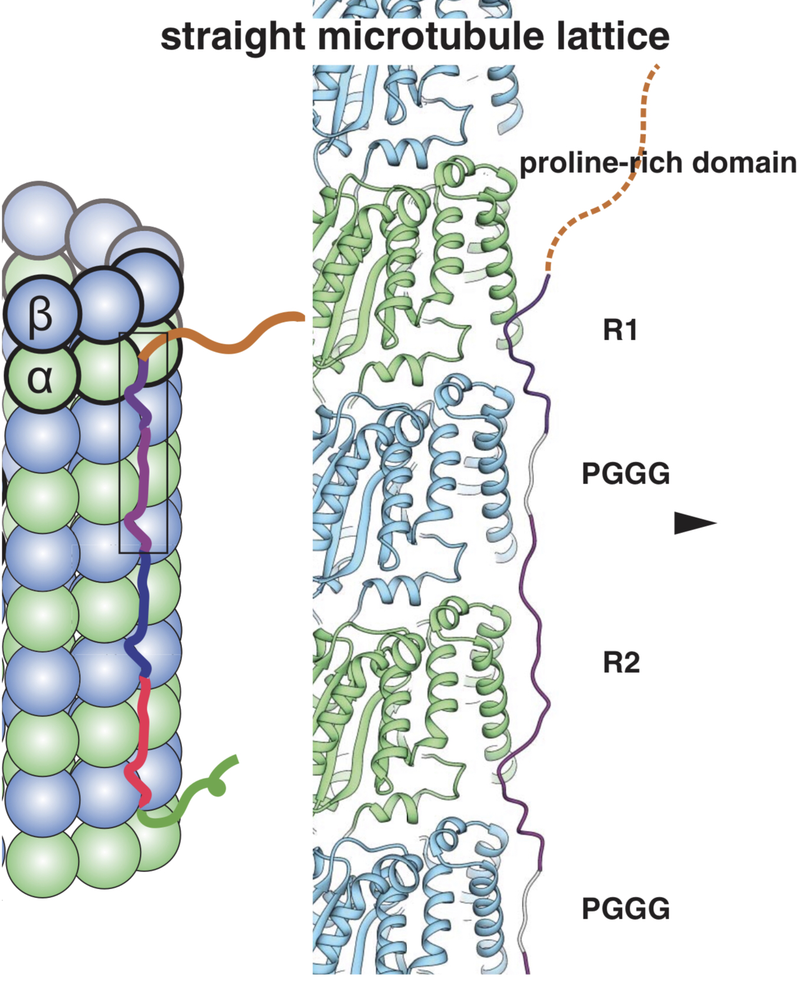 straight microtubule lattice
proline-rich domain
β
α
R1
PGGG
R2
PGGG